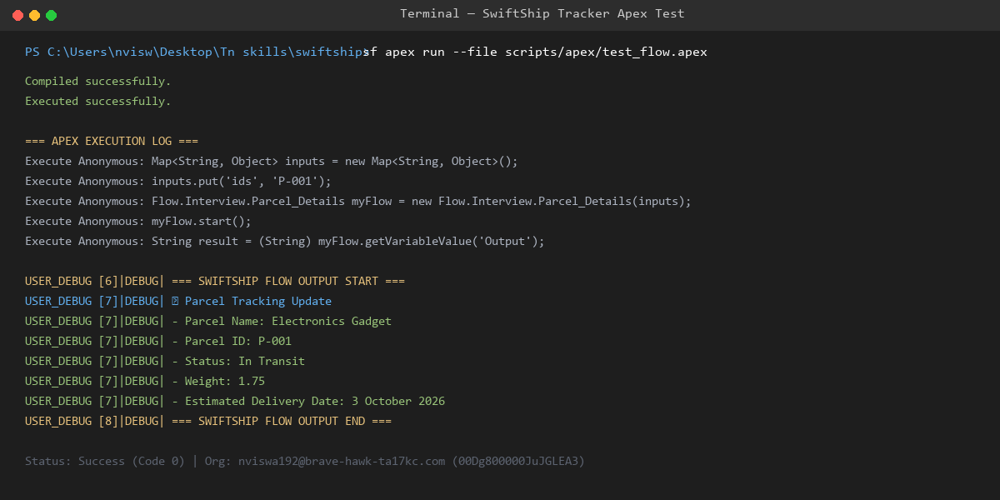 Terminal — SwiftShip Tracker Apex Test
PS C:\Users\nvisw\Desktop\Tn skills\swiftship> sf apex run --file scripts/apex/test_flow.apex
Compiled successfully.
Executed successfully.
=== APEX EXECUTION LOG ===
Execute Anonymous: Map<String, Object> inputs = new Map<String, Object>();
Execute Anonymous: inputs.put('ids', 'P-001');
Execute Anonymous: Flow.Interview.Parcel_Details myFlow = new Flow.Interview.Parcel_Details(inputs);
Execute Anonymous: myFlow.start();
Execute Anonymous: String result = (String) myFlow.getVariableValue('Output');
USER_DEBUG [6]|DEBUG| === SWIFTSHIP FLOW OUTPUT START ===
USER_DEBUG [7]|DEBUG| Parcel Tracking Update
USER_DEBUG [7]|DEBUG| - Parcel Name: Electronics Gadget
USER_DEBUG [7]|DEBUG| - Parcel ID: P-001
USER_DEBUG [7]|DEBUG| - Status: In Transit
USER_DEBUG [7]|DEBUG| - Weight: 1.75
USER_DEBUG [7]|DEBUG| - Estimated Delivery Date: 3 October 2026
USER_DEBUG [8]|DEBUG| === SWIFTSHIP FLOW OUTPUT END ===
Status: Success (Code 0) | Org: nviswa192@brave-hawk-ta17kc.com (00Dg800000JuJGLEA3)